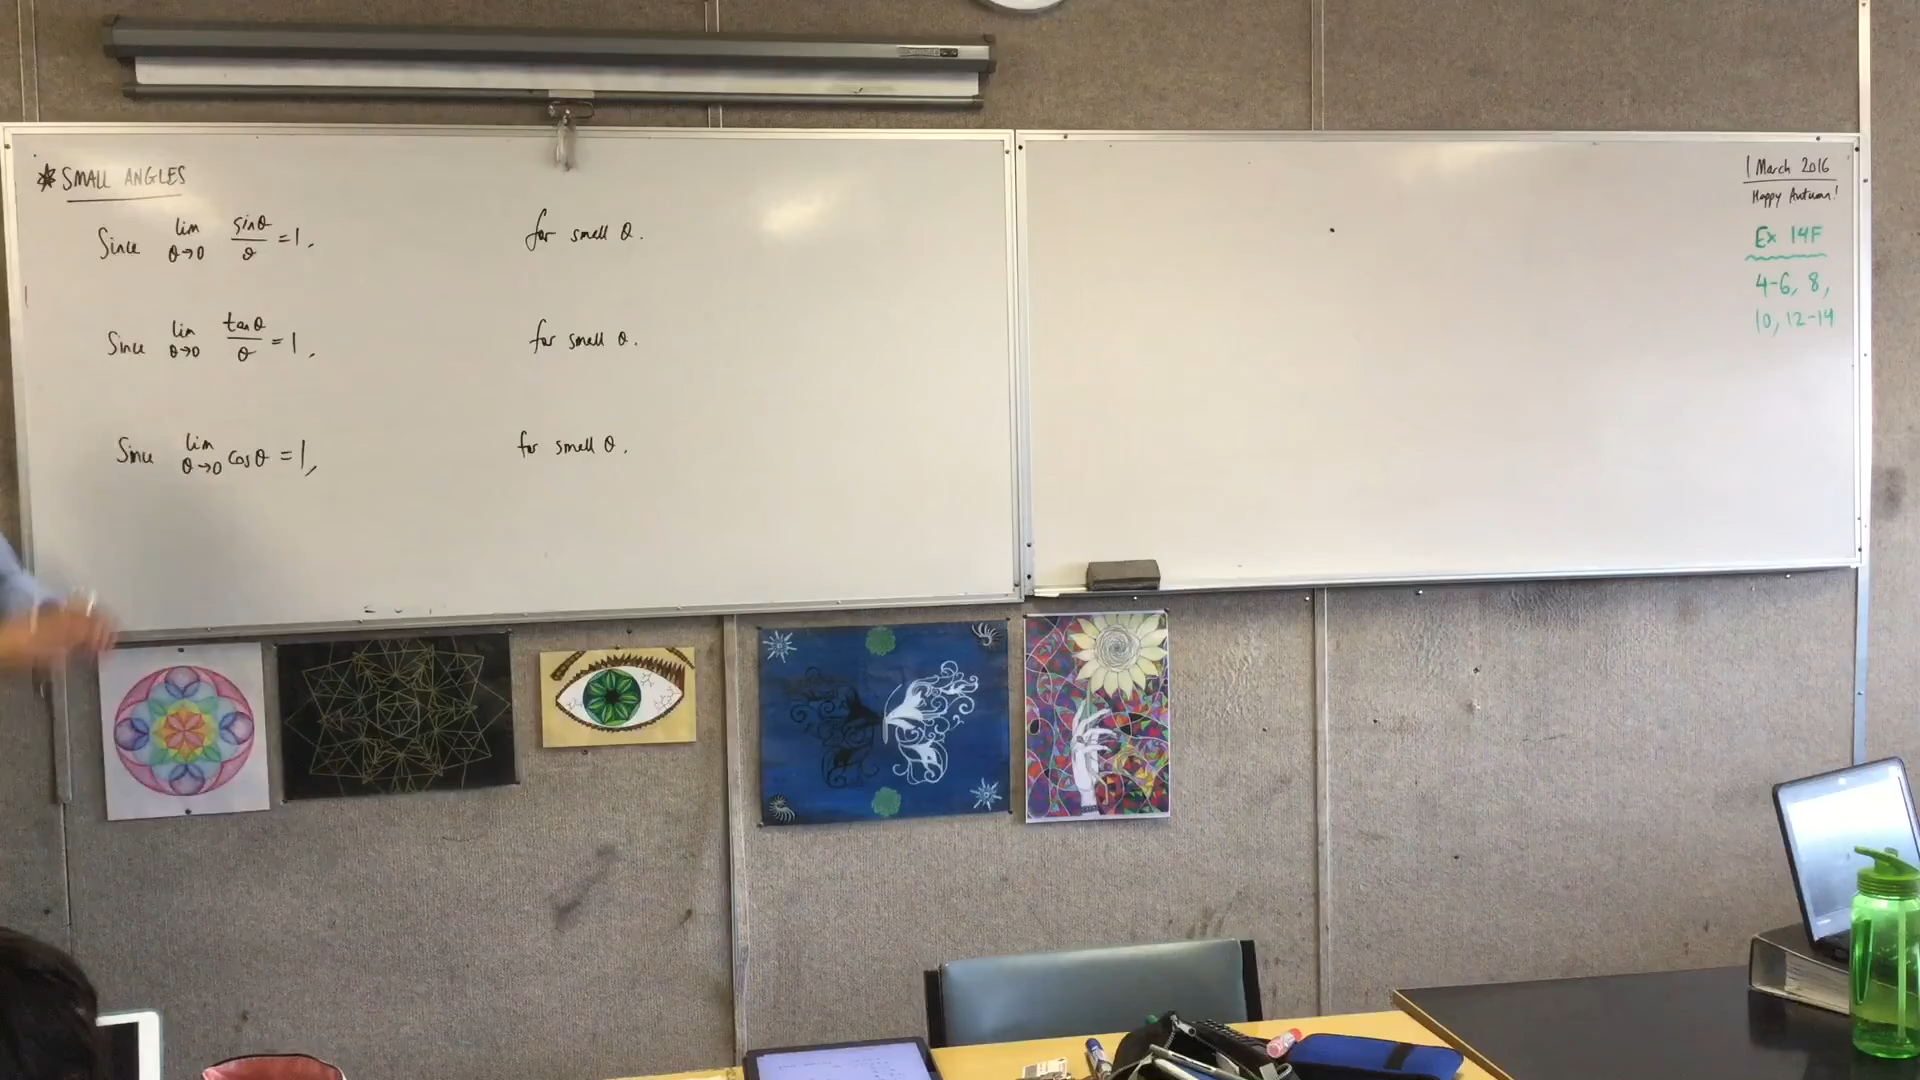 * SMALL ANGLES
Since lim θ→0 sinθ/θ = 1, for small θ.
Since lim θ→0 tanθ/θ = 1, for small θ.
Since lim θ→0 cosθ = 1, for small θ.
1 March 2016
Happy Autumn!
Ex 14F
4-6, 8,
10, 12-14